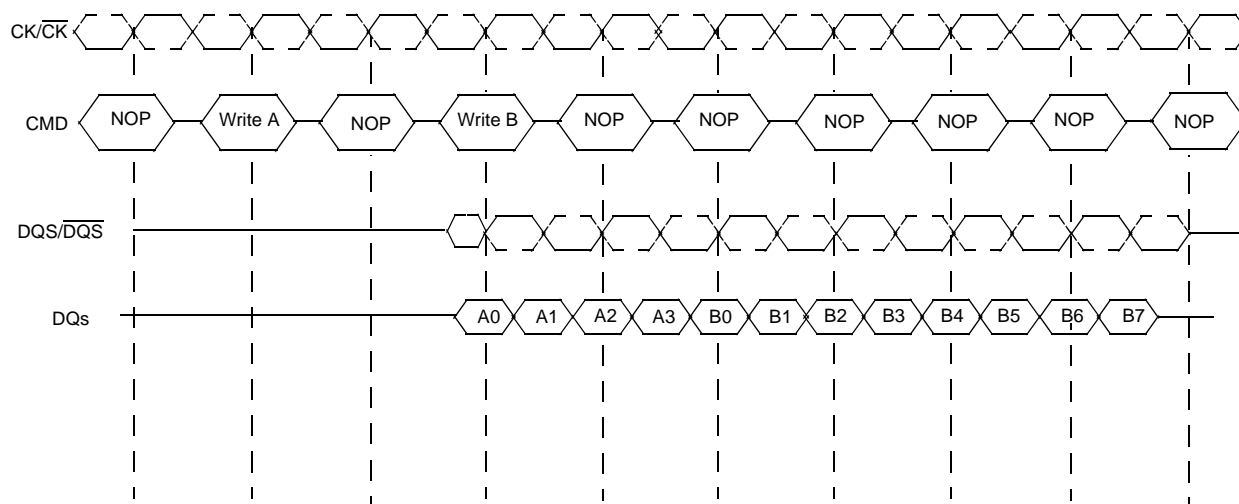 CK/CK
CMD NOP Write A NOP Write B NOP NOP NOP NOP NOP NOP
DQS/DQS
DQs A0 A1 A2 A3 B0 B1 B2 B3 B4 B5 B6 B7